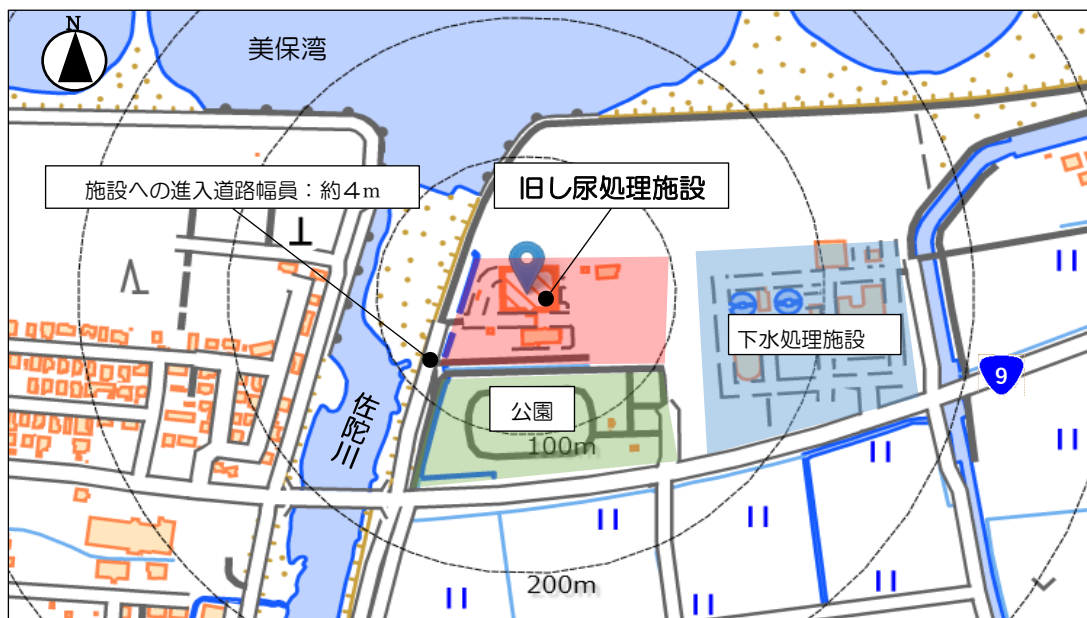 N
美保湾
施設への進入道路幅員：約４ｍ
旧し尿処理施設
下水処理施設
9
佐陀川
公園
100m
200m